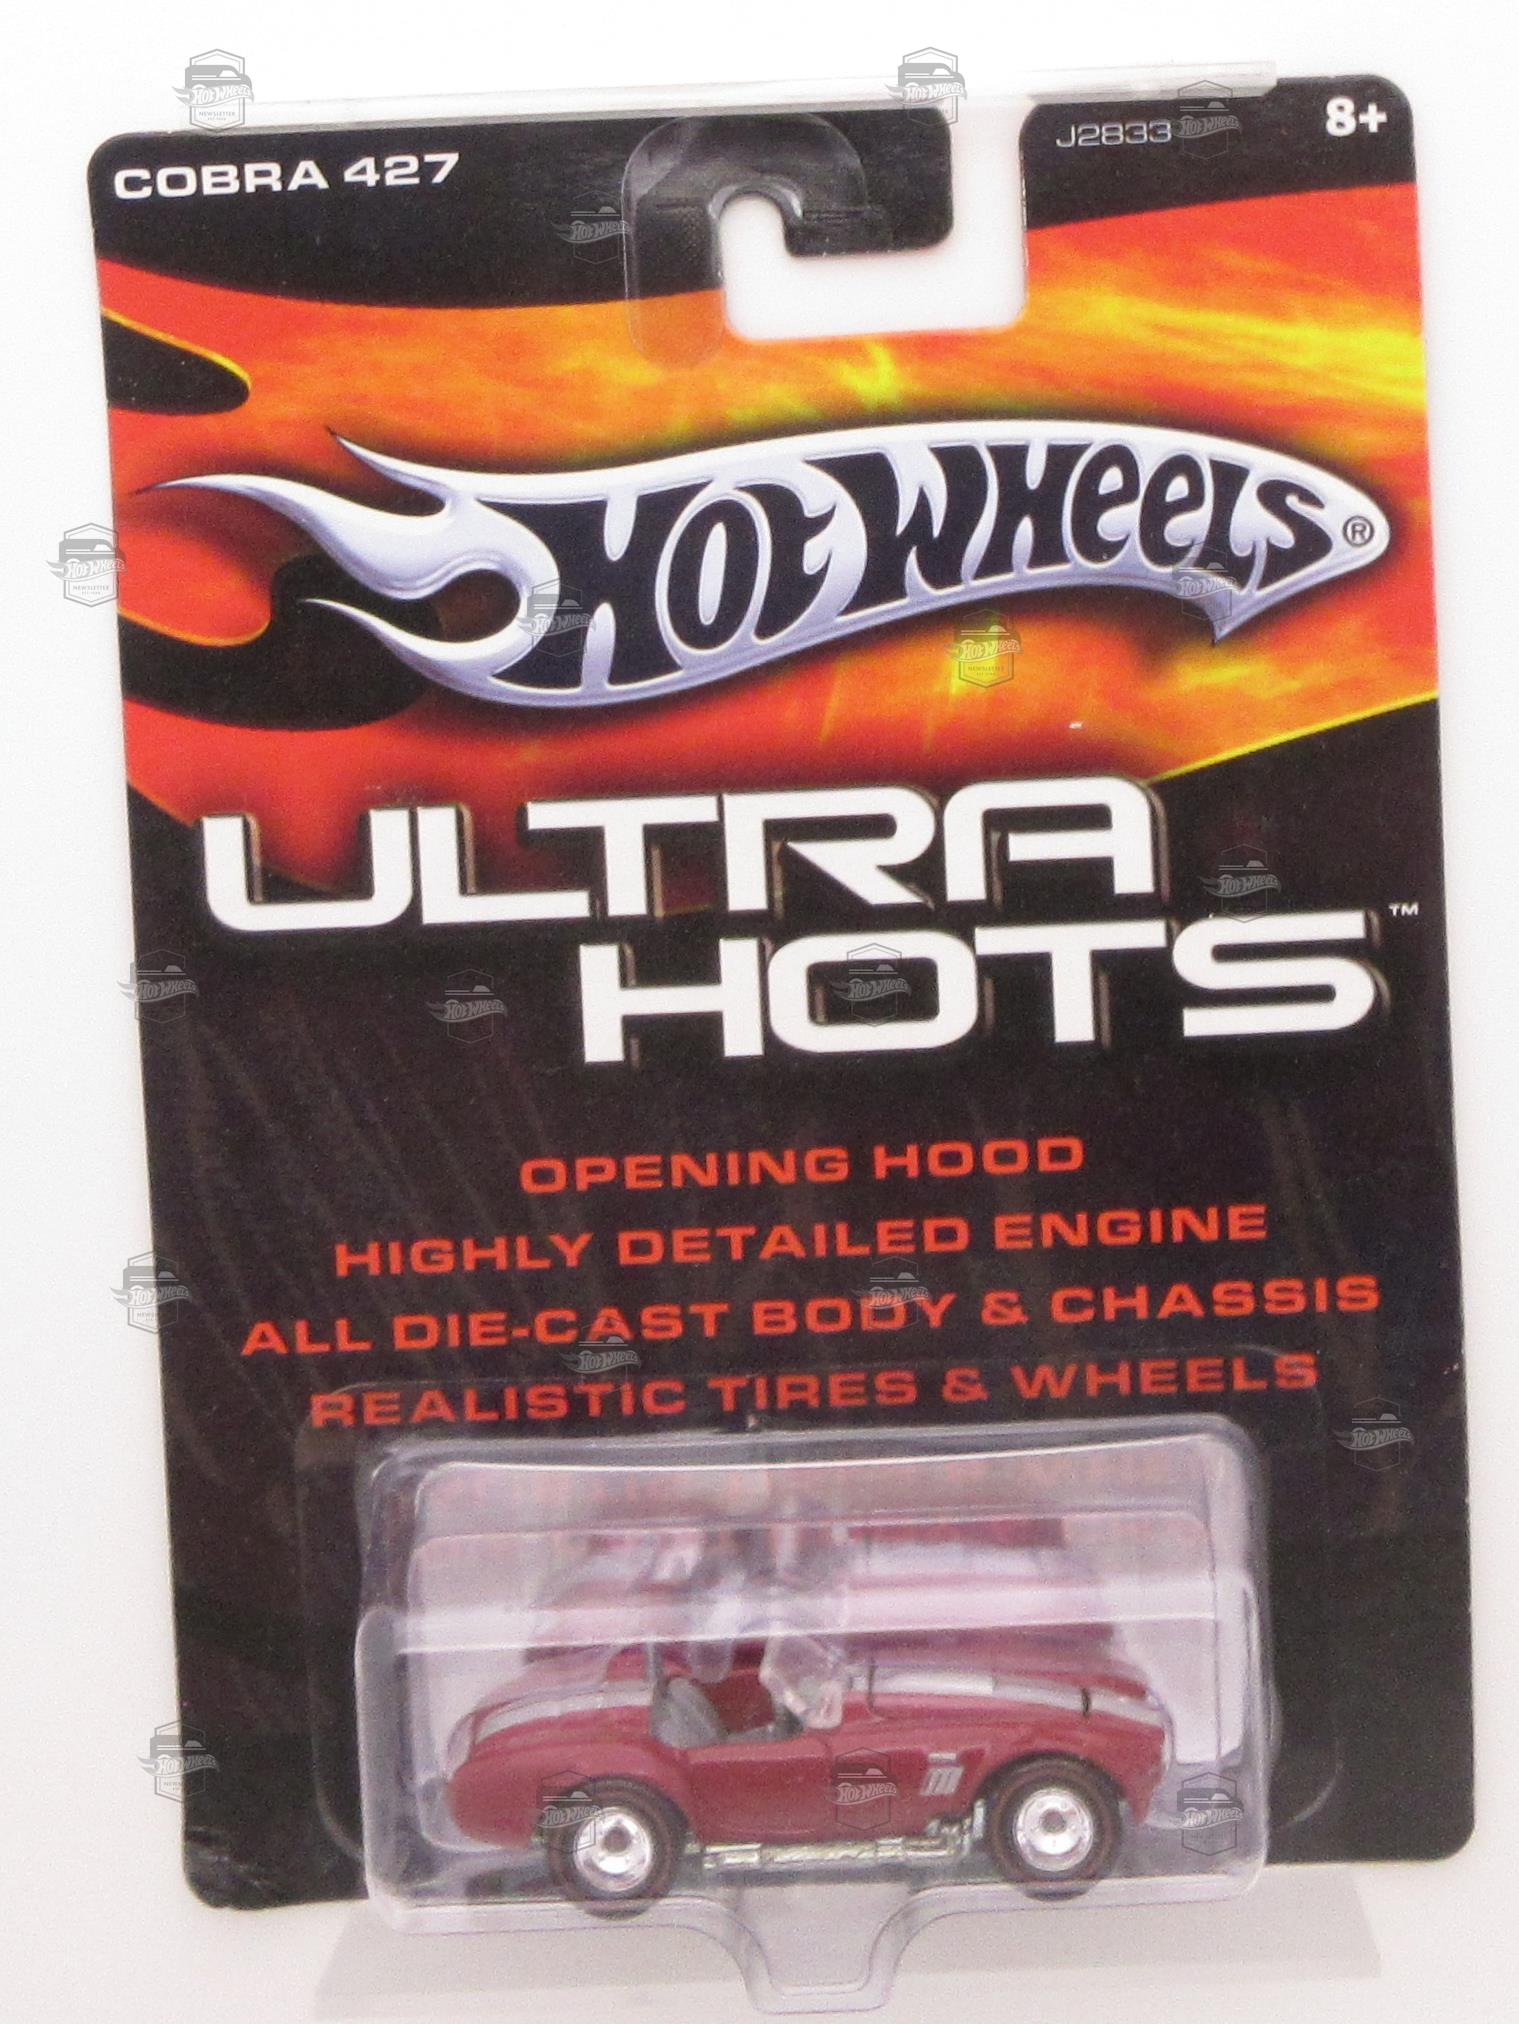 COBRA 427
J2833
8+
HOT WHEELS®
ULTRA
HOTS™
OPENING HOOD
HIGHLY DETAILED ENGINE
ALL DIE-CAST BODY & CHASSIS
REALISTIC TIRES & WHEELS